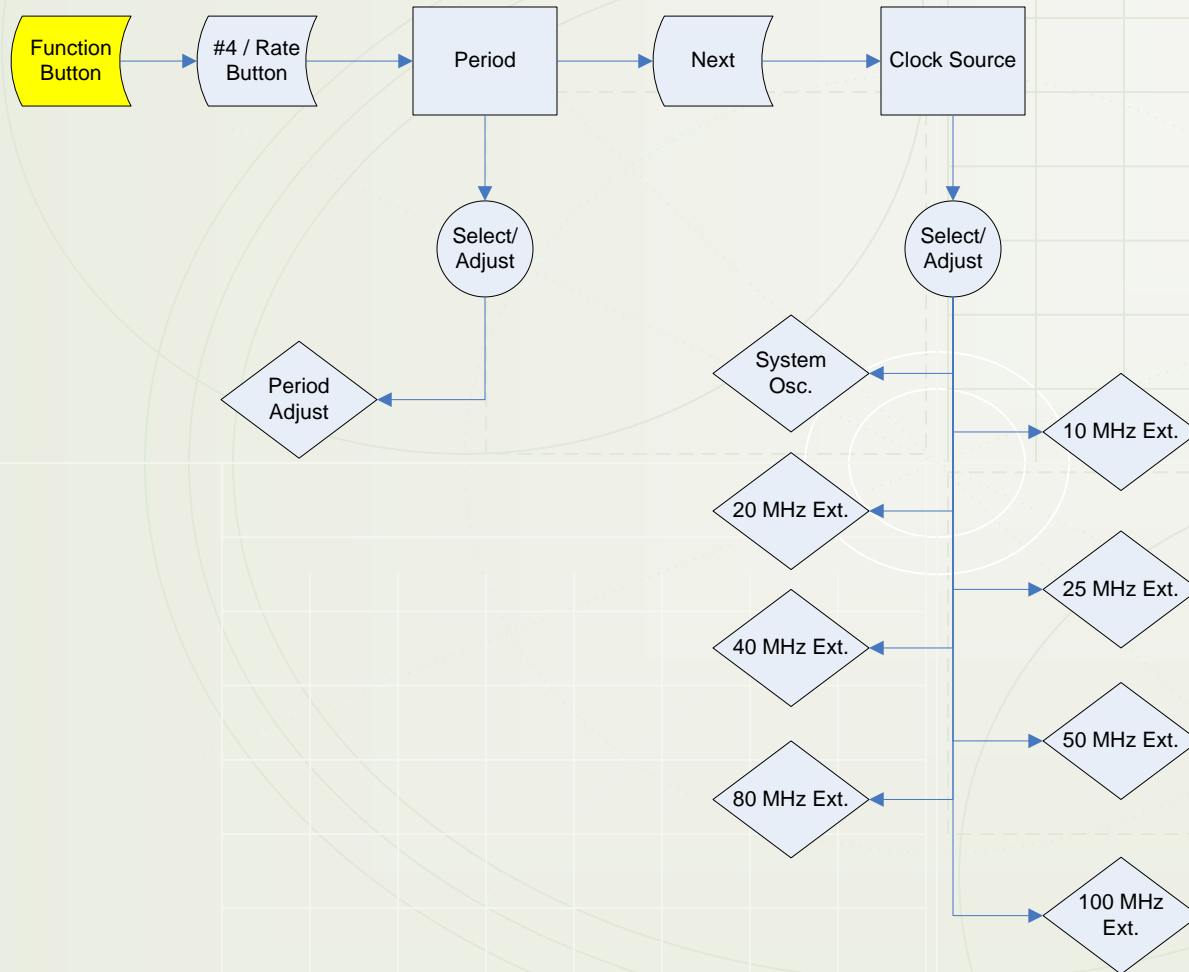 Function
Button
#4 / Rate
Button
Period
Next
Clock Source
Select/
Adjust
Select/
Adjust
Period
Adjust
System
Osc.
10 MHz Ext.
20 MHz Ext.
25 MHz Ext.
40 MHz Ext.
50 MHz Ext.
80 MHz Ext.
100 MHz
Ext.